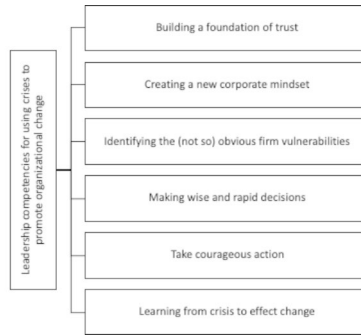 Leadership competencies for using crises to
promote organizational change
Building a foundation of trust
Creating a new corporate mindset
Identifying the (not so) obvious firm vulnerabilities
Making wise and rapid decisions
Take courageous action
Learning from crisis to effect change